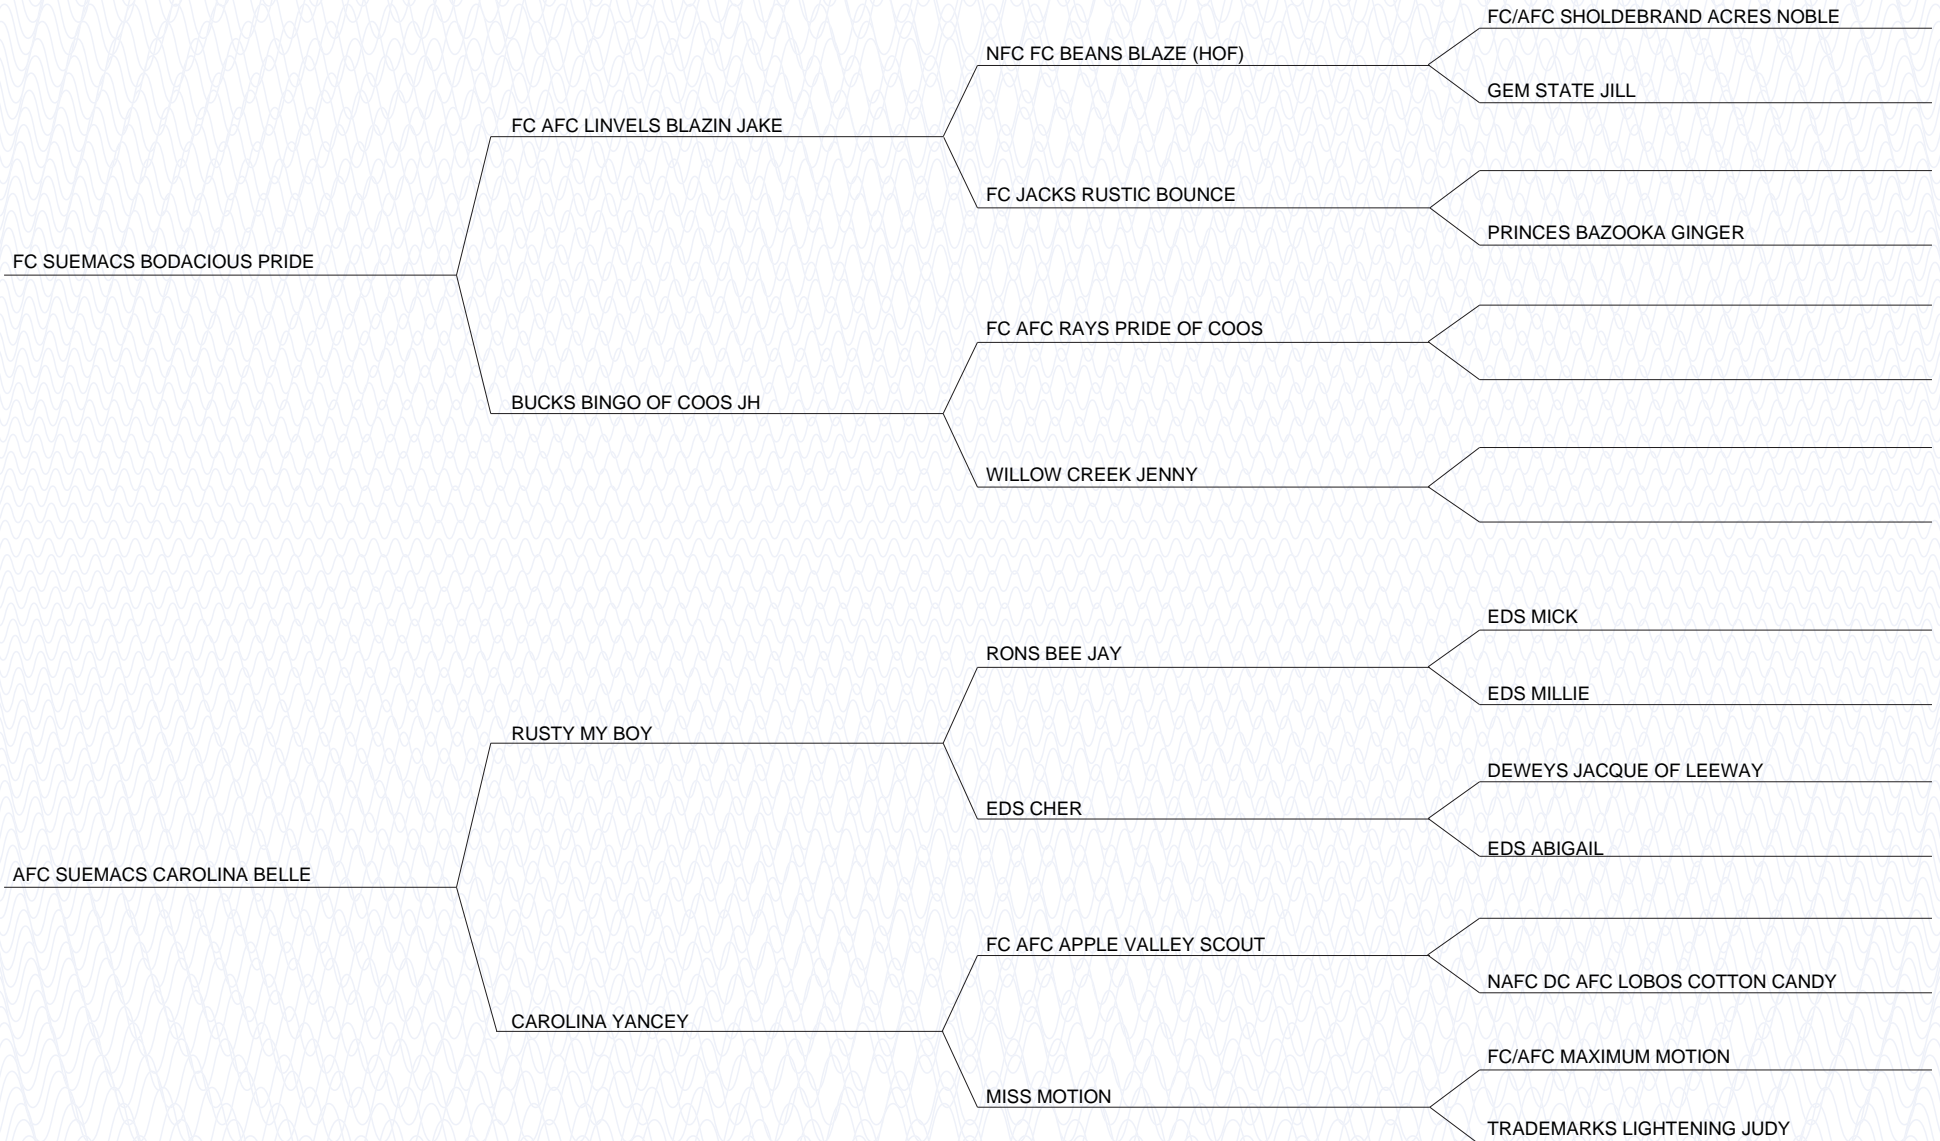 FC/AFC SHOLDEBRAND ACRES NOBLE
NFC FC BEANS BLAZE (HOF)
GEM STATE JILL
FC AFC LINVELS BLAZIN JAKE
FC JACKS RUSTIC BOUNCE
PRINCES BAZOOKA GINGER
FC SUEMACS BODACIOUS PRIDE
FC AFC RAYS PRIDE OF COOS
BUCKS BINGO OF COOS JH
WILLOW CREEK JENNY
EDS MICK
RONS BEE JAY
EDS MILLIE
RUSTY MY BOY
DEWEYS JACQUE OF LEEWAY
EDS CHER
EDS ABIGAIL
AFC SUEMACS CAROLINA BELLE
FC AFC APPLE VALLEY SCOUT
NAFC DC AFC LOBOS COTTON CANDY
CAROLINA YANCEY
FC/AFC MAXIMUM MOTION
MISS MOTION
TRADEMARKS LIGHTENING JUDY